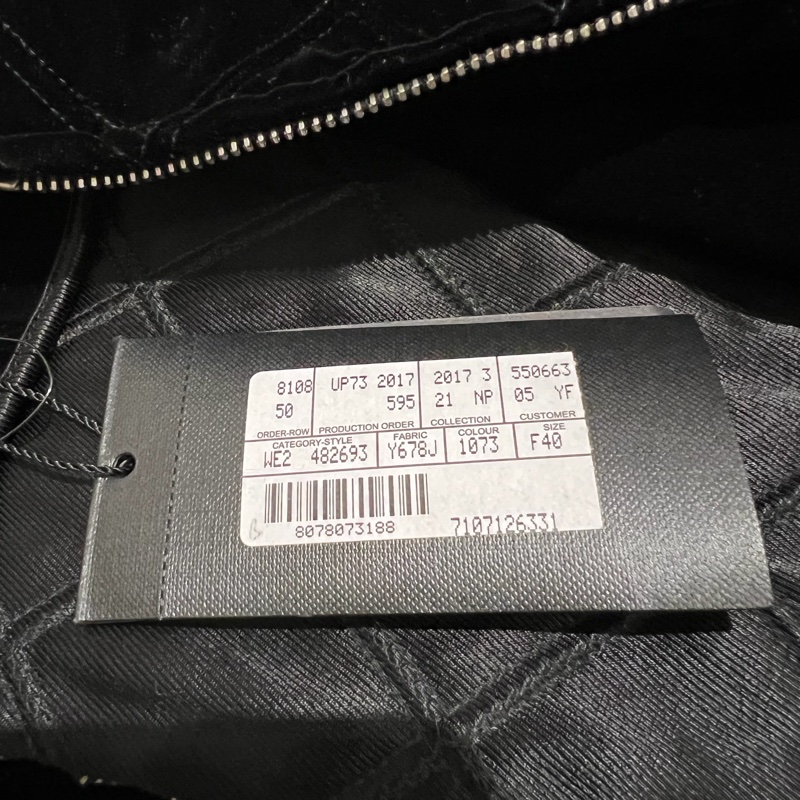 8108 UP73 2017 2017 3 550663
50 595 21 NP 05 YF
ORDER-ROW PRODUCTION ORDER COLLECTION CUSTOMER
CATEGORY-STYLE FABRIC COLOUR SIZE
WE2 482693 Y678J 1073 F40
8078073188 7107126331